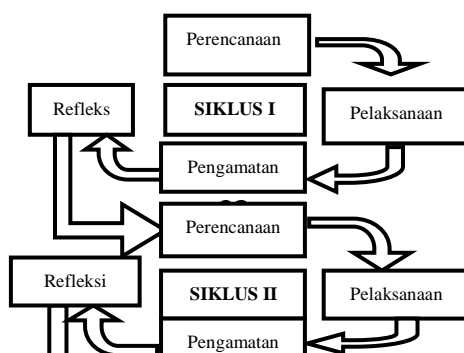 Perencanaan
Refleks
SIKLUS I
Pelaksanaan
Pengamatan
Perencanaan
Refleksi
SIKLUS II
Pelaksanaan
Pengamatan